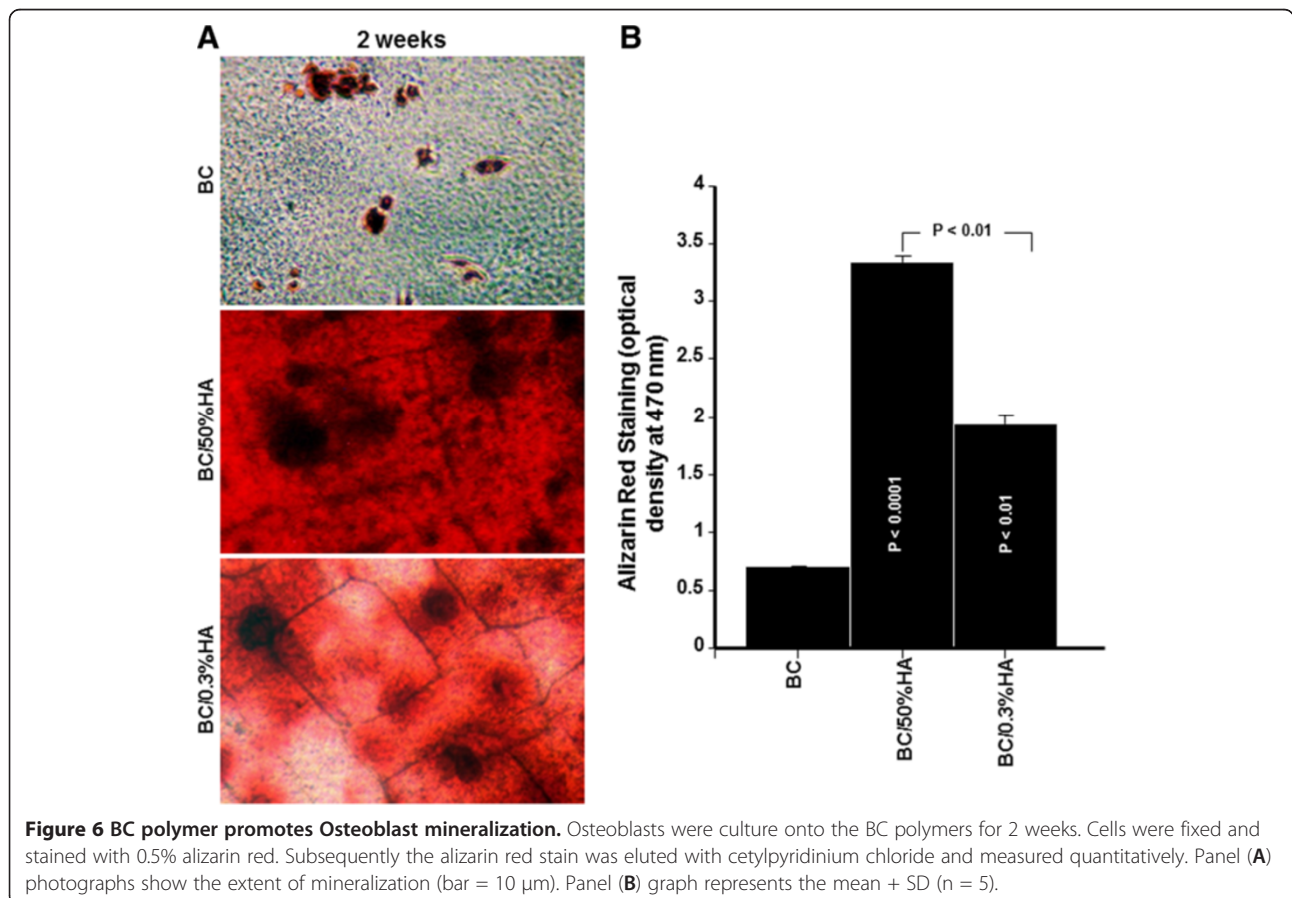 A
2 weeks
BC
BC/50%HA
BC/0.3%HA
B
Alizarin Red Staining (optical
density at 470 nm)
4
3.5
3
2.5
2
1.5
1
0.5
0
P < 0.01
P < 0.0001
P < 0.01
BC
BC/50%HA
BC/0.3%HA
Figure 6 BC polymer promotes Osteoblast mineralization. Osteoblasts were culture onto the BC polymers for 2 weeks. Cells were fixed and
stained with 0.5% alizarin red. Subsequently the alizarin red stain was eluted with cetylpyridinium chloride and measured quantitatively. Panel (A)
photographs show the extent of mineralization (bar = 10 μm). Panel (B) graph represents the mean + SD (n = 5).